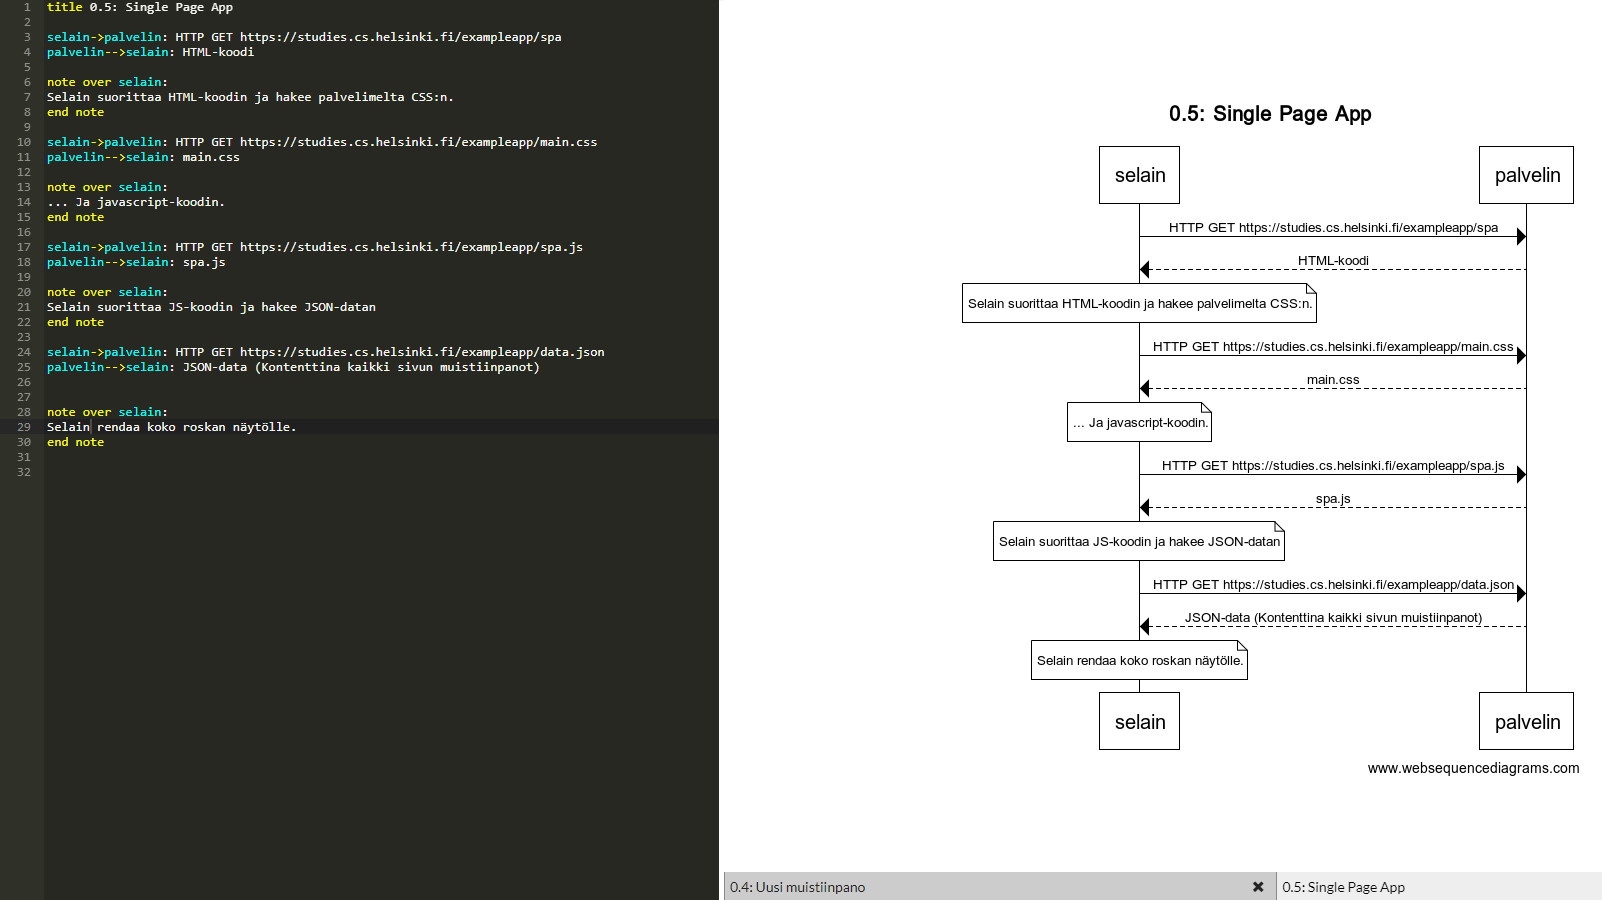 1 title 0.5: Single Page App
2
3 selain->palvelin: HTTP GET https://studies.cs.helsinki.fi/exampleapp/spa
4 palvelin-->selain: HTML-koodi
5
6 note over selain:
7 Selain suorittaa HTML-koodin ja hakee palvelimelta CSS:n.
8 end note
9
10 selain->palvelin: HTTP GET https://studies.cs.helsinki.fi/exampleapp/main.css
11 palvelin-->selain: main.css
12
13 note over selain:
14 ... Ja javascript-koodin.
15 end note
16
17 selain->palvelin: HTTP GET https://studies.cs.helsinki.fi/exampleapp/spa.js
18 palvelin-->selain: spa.js
19
20 note over selain:
21 Selain suorittaa JS-koodin ja hakee JSON-datan
22 end note
23
24 selain->palvelin: HTTP GET https://studies.cs.helsinki.fi/exampleapp/data.json
25 palvelin-->selain: JSON-data (Kontenttina kaikki sivun muistiinpanot)
26
27
28 note over selain:
29 Selain rendaa koko roskan näytölle.
30 end note
31
32
0.5: Single Page App
selain palvelin
HTTP GET https://studies.cs.helsinki.fi/exampleapp/spa
HTML-koodi
Selain suorittaa HTML-koodin ja hakee palvelimelta CSS:n.
HTTP GET https://studies.cs.helsinki.fi/exampleapp/main.css
main.css
... Ja javascript-koodin.
HTTP GET https://studies.cs.helsinki.fi/exampleapp/spa.js
spa.js
Selain suorittaa JS-koodin ja hakee JSON-datan
HTTP GET https://studies.cs.helsinki.fi/exampleapp/data.json
JSON-data (Kontenttina kaikki sivun muistiinpanot)
Selain rendaa koko roskan näytölle.
selain palvelin
www.websequencediagrams.com
0.4: Uusi muistiinpano ✖ 0.5: Single Page App